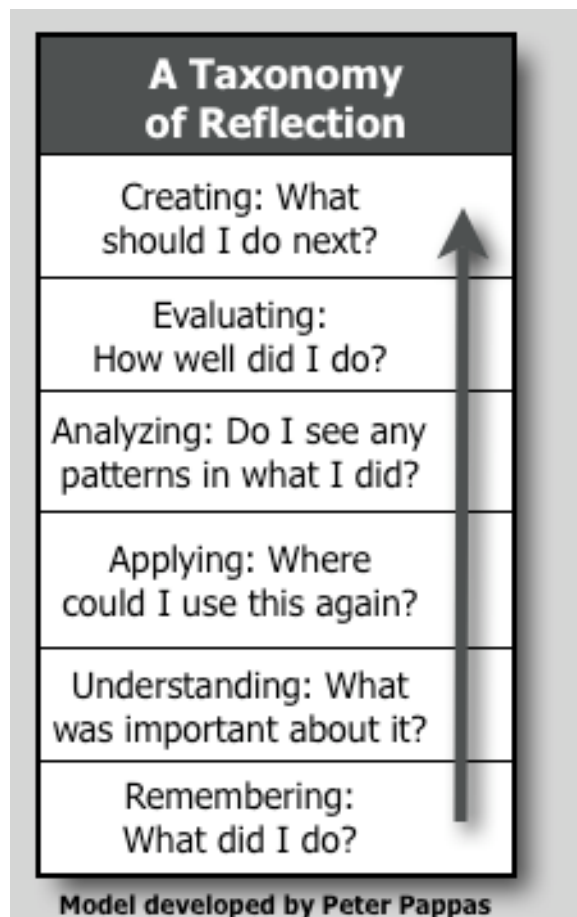 A Taxonomy
of Reflection
Creating: What
should I do next?
Evaluating:
How well did I do?
Analyzing: Do I see any
patterns in what I did?
Applying: Where
could I use this again?
Understanding: What
was important about it?
Remembering:
What did I do?
Model developed by Peter Pappas